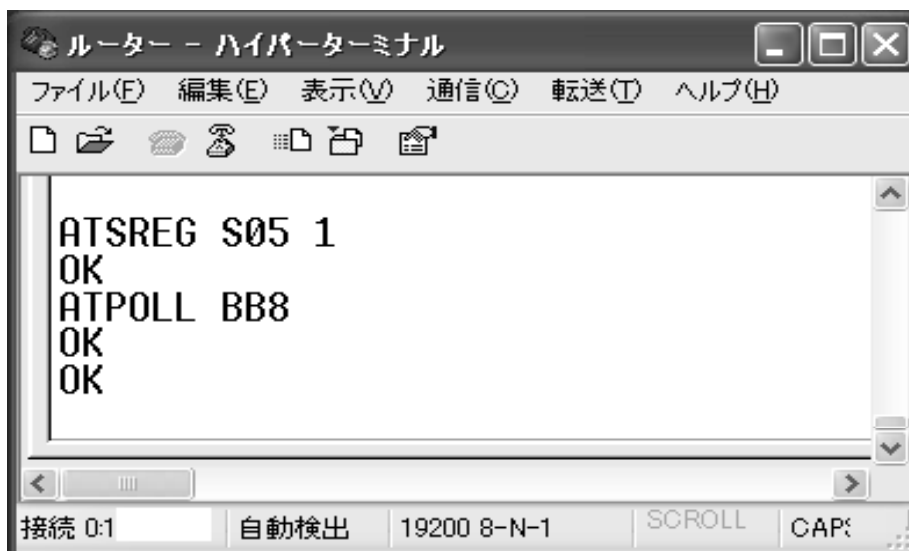 ルーター - ハイパーターミナル
ファイル(F) 編集(E) 表示(V) 通信(C) 転送(T) ヘルプ(H)
ATSREG S05 1
OK
ATPOLL BB8
OK
OK
接続 0:1 自動検出 19200 8-N-1 SCROLL CAP